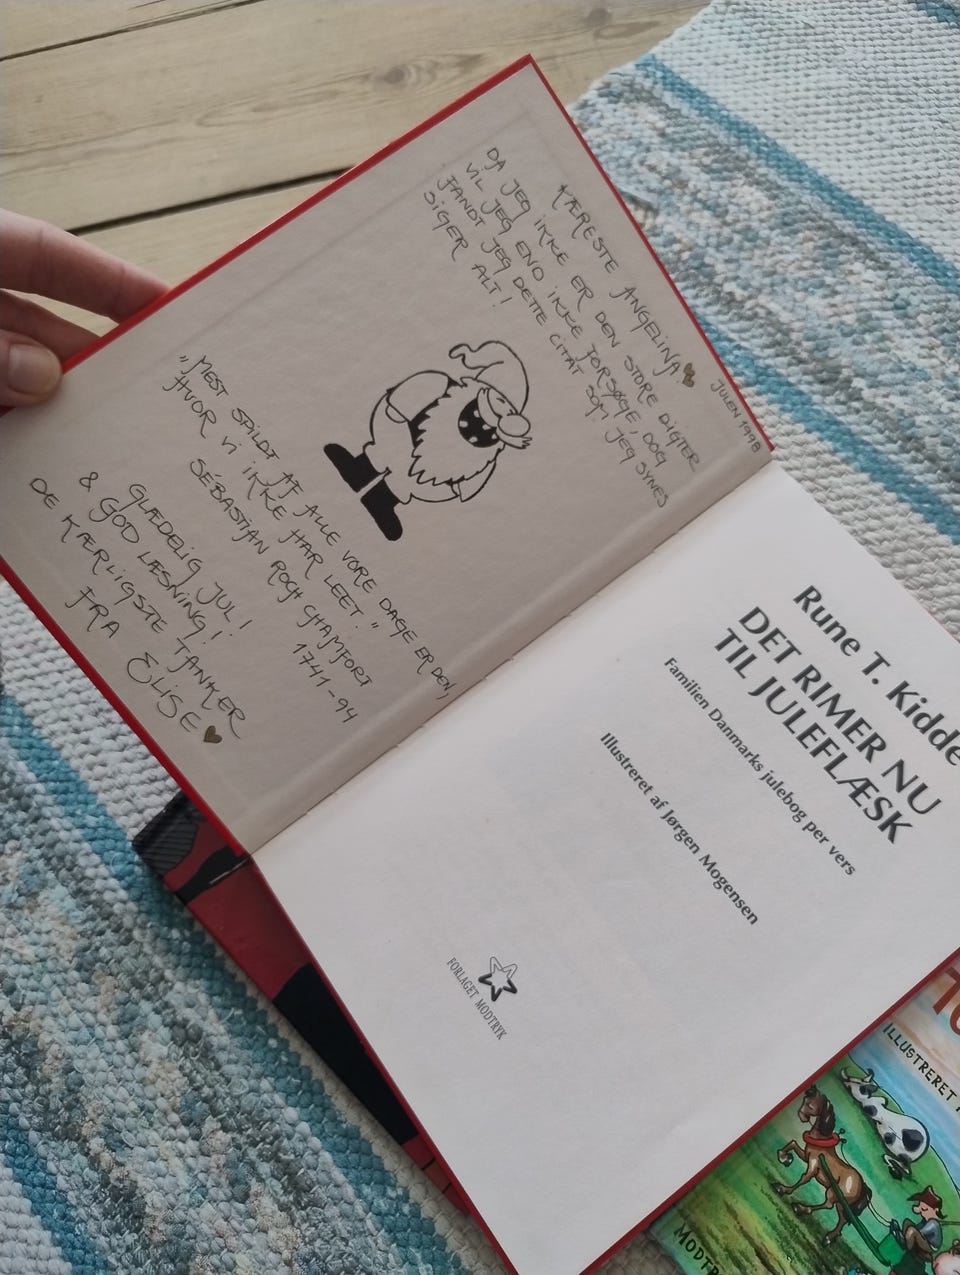 JULEN 1998
KÆRESTE ANGELINA
DA JEG IKKE ER DEN STORE DIGTER
VIL JEG END IKKE FORSØGE, DOG
FANDT JEG DETTE CITAT SOM JEG SYNES
SIGER ALT!
"MEST SPILDT AF ALLE VORE DAGE ER DEN,
HVOR VI IKKE HAR LEET."
SÉBASTIAN ROCH CHAMFORT
1741-94
GLÆDELIG JUL!
& GOD LÆSNING!
DE KÆRLIGSTE TANKER
FRA
ELISE
Rune T. Kidde
DET RIMER NU
TIL JULEFLÆSK
Familien Danmarks julebog per vers
Illustreret af Jørgen Mogensen
FORLAGET MODTRYK
ILLUSTRERET